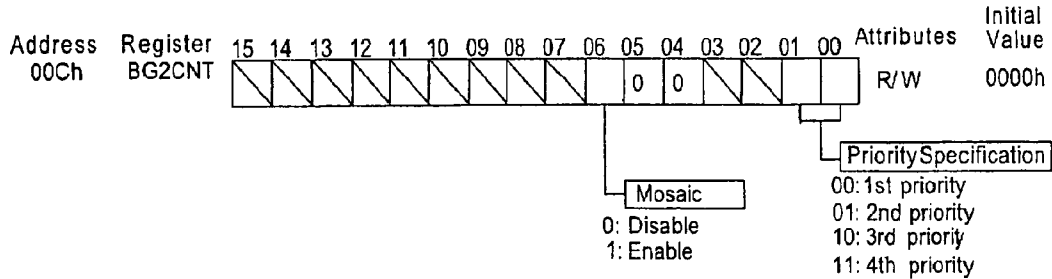 Address Register 15 14 13 12 11 10 09 08 07 06 05 04 03 02 01 00 Attributes Initial Value
00Ch BG2CNT 0 0 R/W 0000h
Priority Specification
00: 1st priority
01: 2nd priority
10: 3rd priority
11: 4th priority
Mosaic
0: Disable
1: Enable